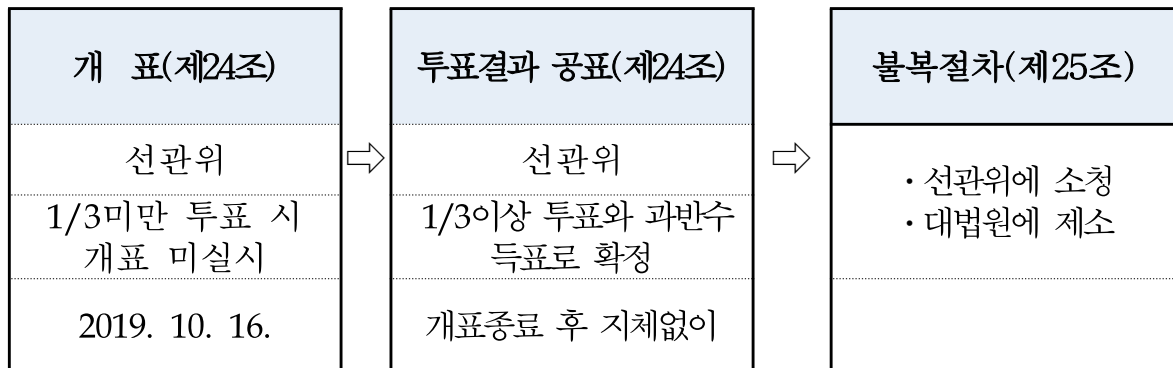 개 표(제24조)
선관위
1/3미만 투표 시
개표 미실시
2019. 10. 16.
⇨
투표결과 공표(제24조)
선관위
1/3이상 투표와 과반수
득표로 확정
개표종료 후 지체없이
⇨
불복절차(제25조)
· 선관위에 소청
· 대법원에 제소